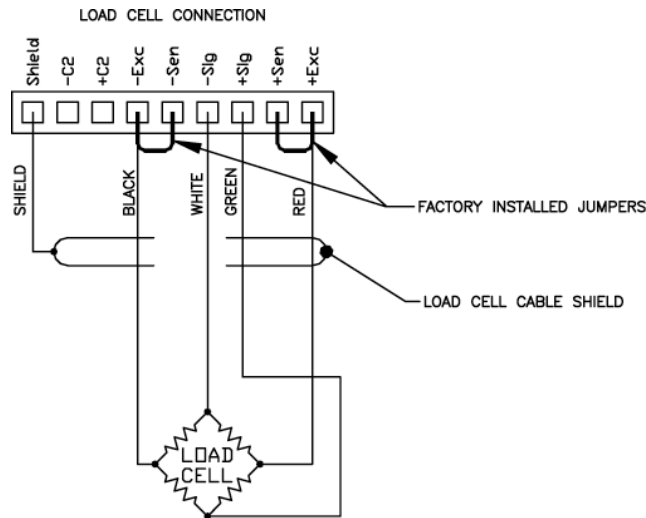 LOAD CELL CONNECTION
Shield
-C2
+C2
-Exc
-Sen
-Sig
+Sig
+Sen
+Exc
SHIELD
BLACK
WHITE
GREEN
RED
FACTORY INSTALLED JUMPERS
LOAD CELL CABLE SHIELD
LOAD
CELL